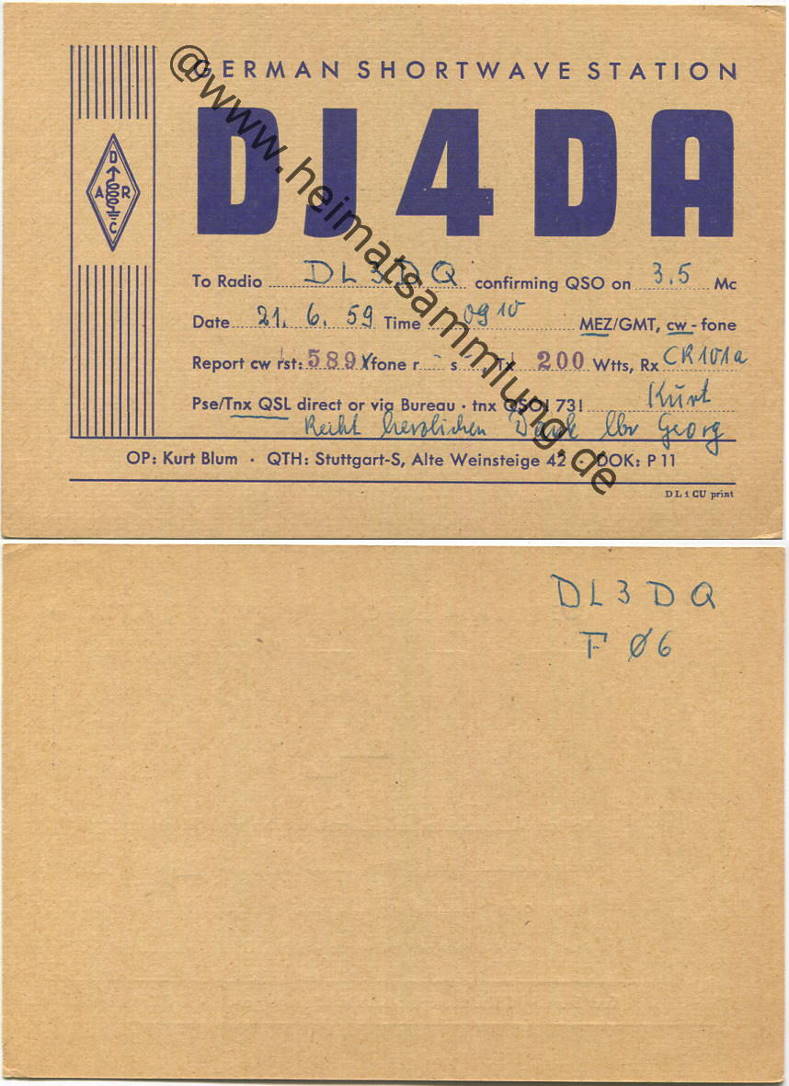 GERMAN SHORTWAVE STATION
DJ4DA
D
A R
C
To Radio DL3DQ confirming QSO on 3.5 Mc
Date 21. 6. 59 Time 0910 MEZ/GMT, cw - fone
Report cw rst: 589 X fone r s Tx 200 Wtts, Rx CR101a
Pse/Tnx QSL direct or via Bureau · tnx QSO! 73! Kurt
Recht herzlichen Dank lbr Georg
OP: Kurt Blum · QTH: Stuttgart-S, Alte Weinsteige 42 · DOK: P 11
DL1CU print
@www.heimatsammlung.de
DL3DQ
F Ø6